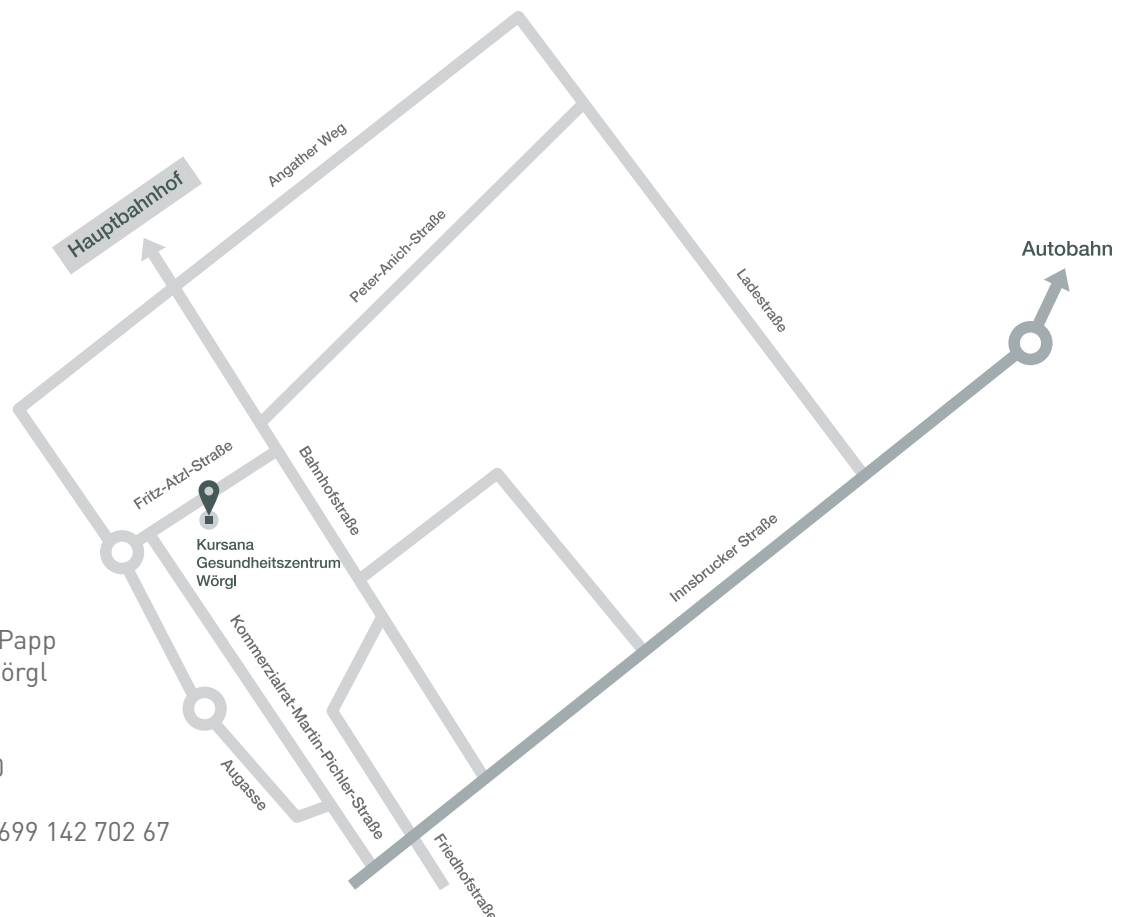 Angather Weg
Hauptbahnhof
Peter-Anich-Straße
Autobahn
Ladestraße
Fritz-Atzl-Straße
Bahnhofstraße
Kursana
Gesundheitszentrum
Wörgl
Innsbrucker Straße
Kommerzialrat-Martin-Pichler-Straße
Augasse
Friedhofstraße
Papp
örgl
0
699 142 702 67